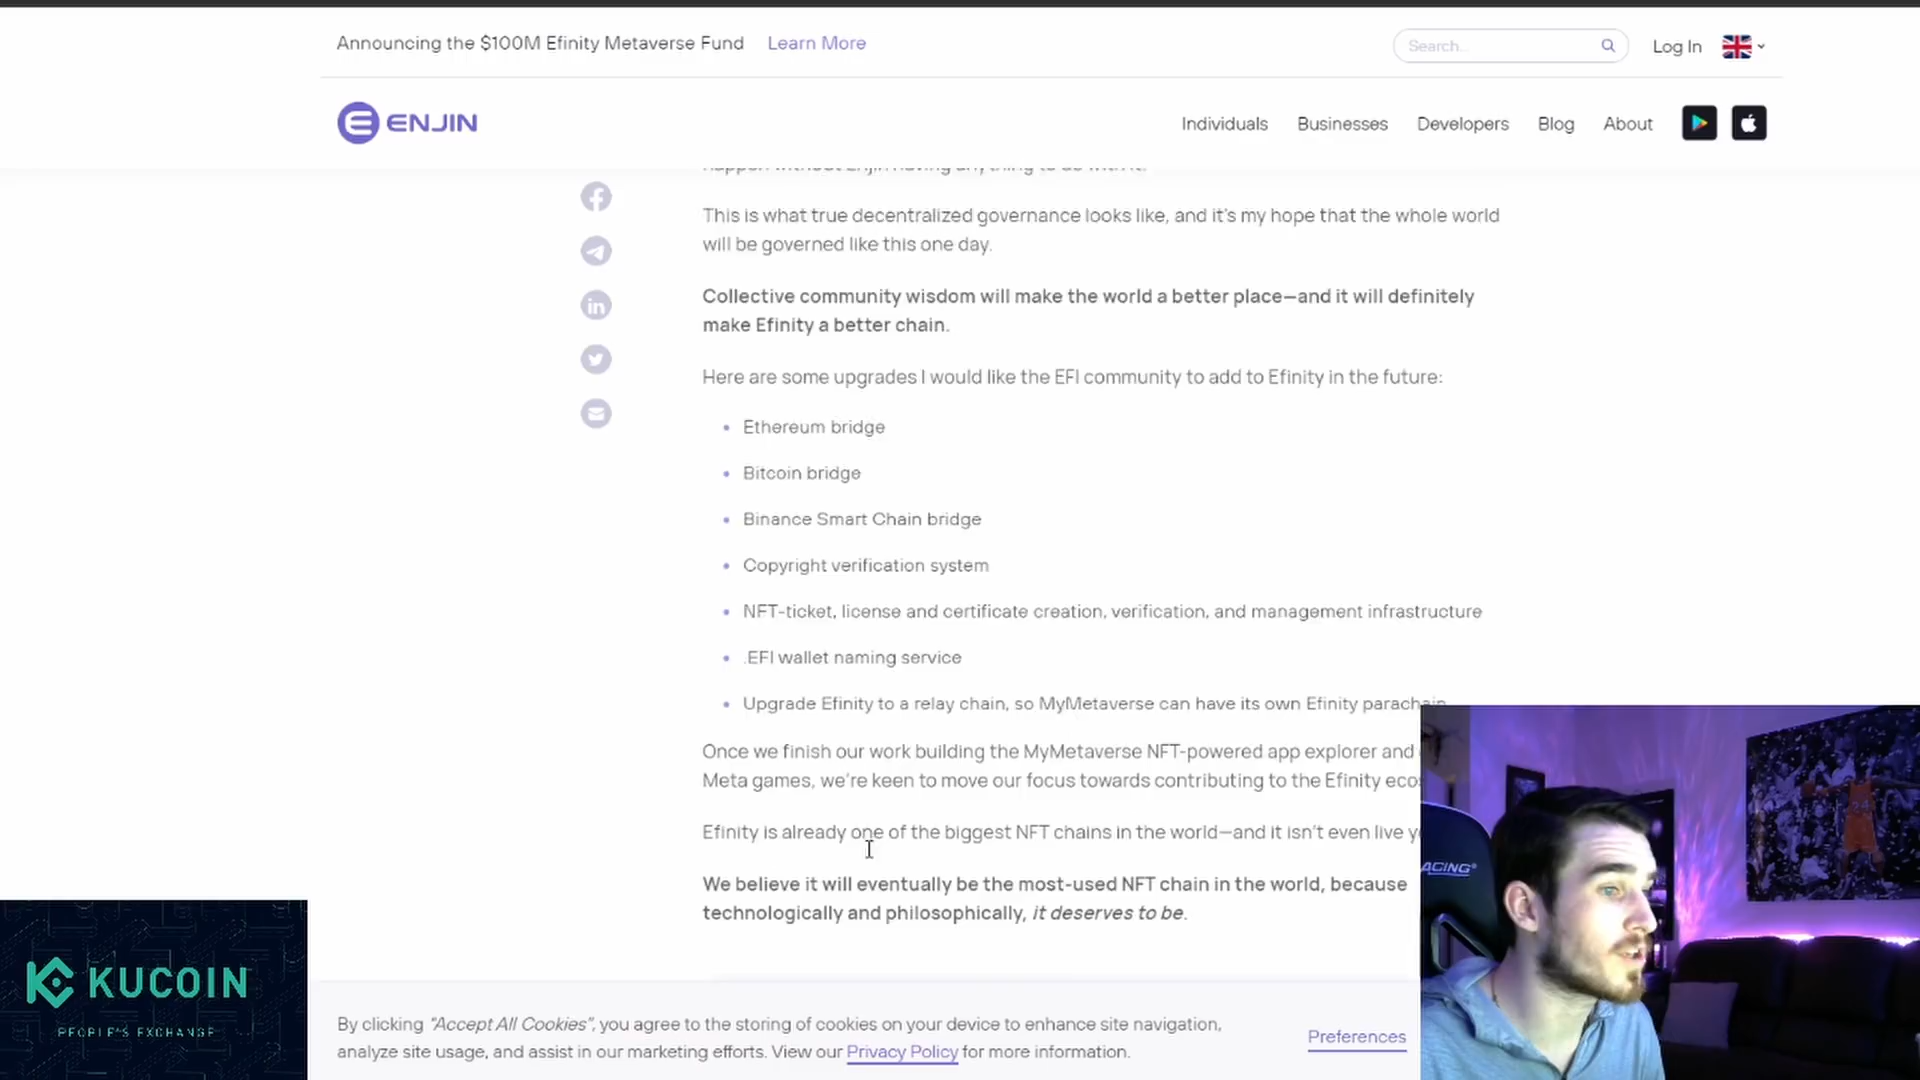 Announcing the $100M Efinity Metaverse Fund Learn More
Search...
Log In
ENJIN
Individuals Businesses Developers Blog About
happen without Enjin having anything to do with it.
This is what true decentralized governance looks like, and it's my hope that the whole world
will be governed like this one day.
Collective community wisdom will make the world a better place—and it will definitely
make Efinity a better chain.
Here are some upgrades I would like the EFI community to add to Efinity in the future:
• Ethereum bridge
• Bitcoin bridge
• Binance Smart Chain bridge
• Copyright verification system
• NFT-ticket, license and certificate creation, verification, and management infrastructure
• .EFI wallet naming service
• Upgrade Efinity to a relay chain, so MyMetaverse can have its own Efinity parachain
Once we finish our work building the MyMetaverse NFT-powered app explorer and
Meta games, we're keen to move our focus towards contributing to the Efinity
Efinity is already one of the biggest NFT chains in the world—and it isn't even live
We believe it will eventually be the most-used NFT chain in the world, because
technologically and philosophically, it deserves to be.
KUCOIN
PEOPLE'S EXCHANGE
By clicking "Accept All Cookies", you agree to the storing of cookies on your device to enhance site navigation,
analyze site usage, and assist in our marketing efforts. View our Privacy Policy for more information.
Preferences
ACING
24